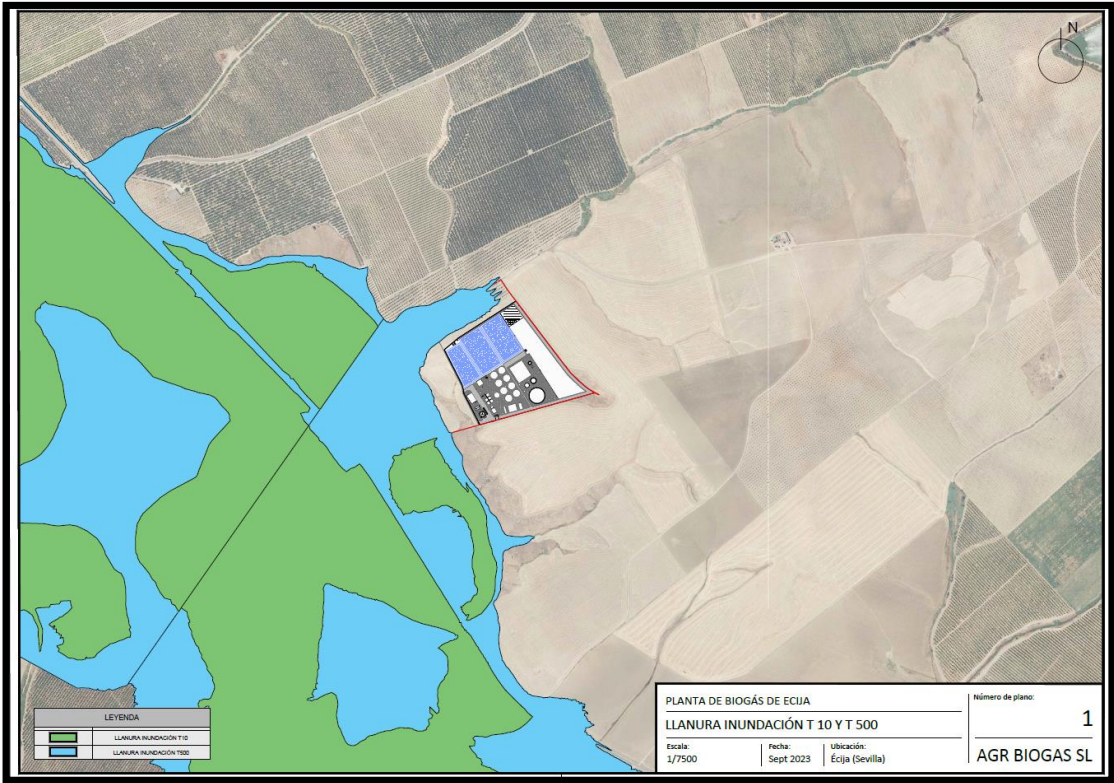 N
LEYENDA
LLANURA INUNDACIÓN T10
LLANURA INUNDACIÓN T500
PLANTA DE BIOGÁS DE ECIJA
LLANURA INUNDACIÓN T 10 Y T 500
Escala:
1/7500
Fecha:
Sept 2023
Ubicación:
Écija (Sevilla)
Número de plano:
1
AGR BIOGAS SL